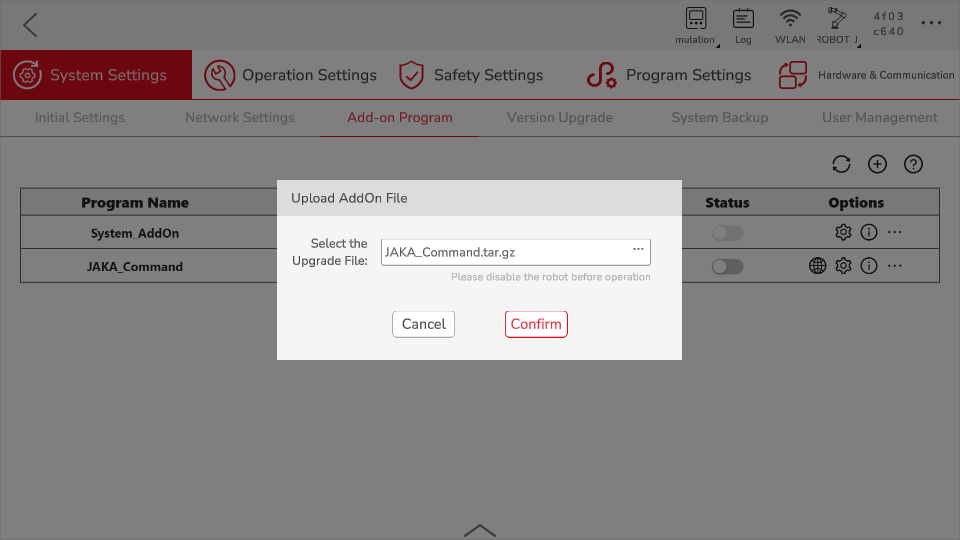 mulation
Log
WLAN
ROBOT J
4f03
c640
System Settings
Operation Settings
Safety Settings
Program Settings
Hardware & Communication
Initial Settings
Network Settings
Add-on Program
Version Upgrade
System Backup
User Management
Program Name
Status
Options
System_AddOn
JAKA_Command
Upload AddOn File
Select the
Upgrade File:
JAKA_Command.tar.gz
...
Please disable the robot before operation
Cancel
Confirm